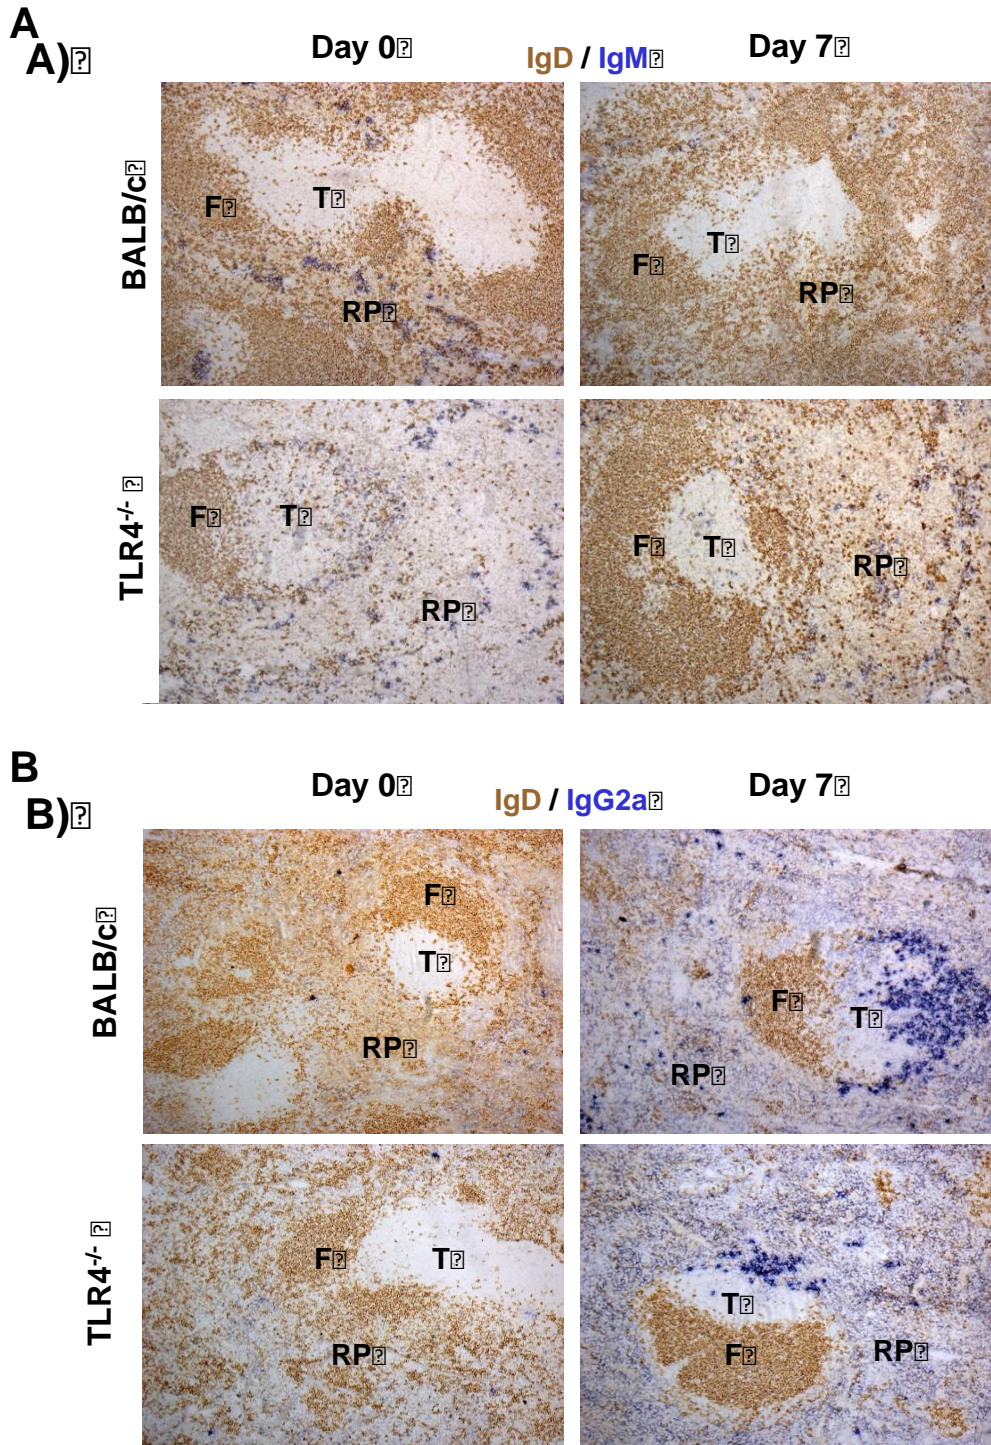 A
A)⍰
Day 0⍰
IgD / IgM⍰
Day 7⍰
BALB/c⍰
F⍰
T⍰
RP⍰
T⍰
F⍰
RP⍰
TLR4-/- ⍰
F⍰
T⍰
RP⍰
F⍰
T⍰
RP⍰
B
B)⍰
Day 0⍰
IgD / IgG2a⍰
Day 7⍰
BALB/c⍰
F⍰
T⍰
RP⍰
F⍰
T⍰
RP⍰
TLR4-/- ⍰
F⍰
T⍰
RP⍰
T⍰
F⍰
RP⍰